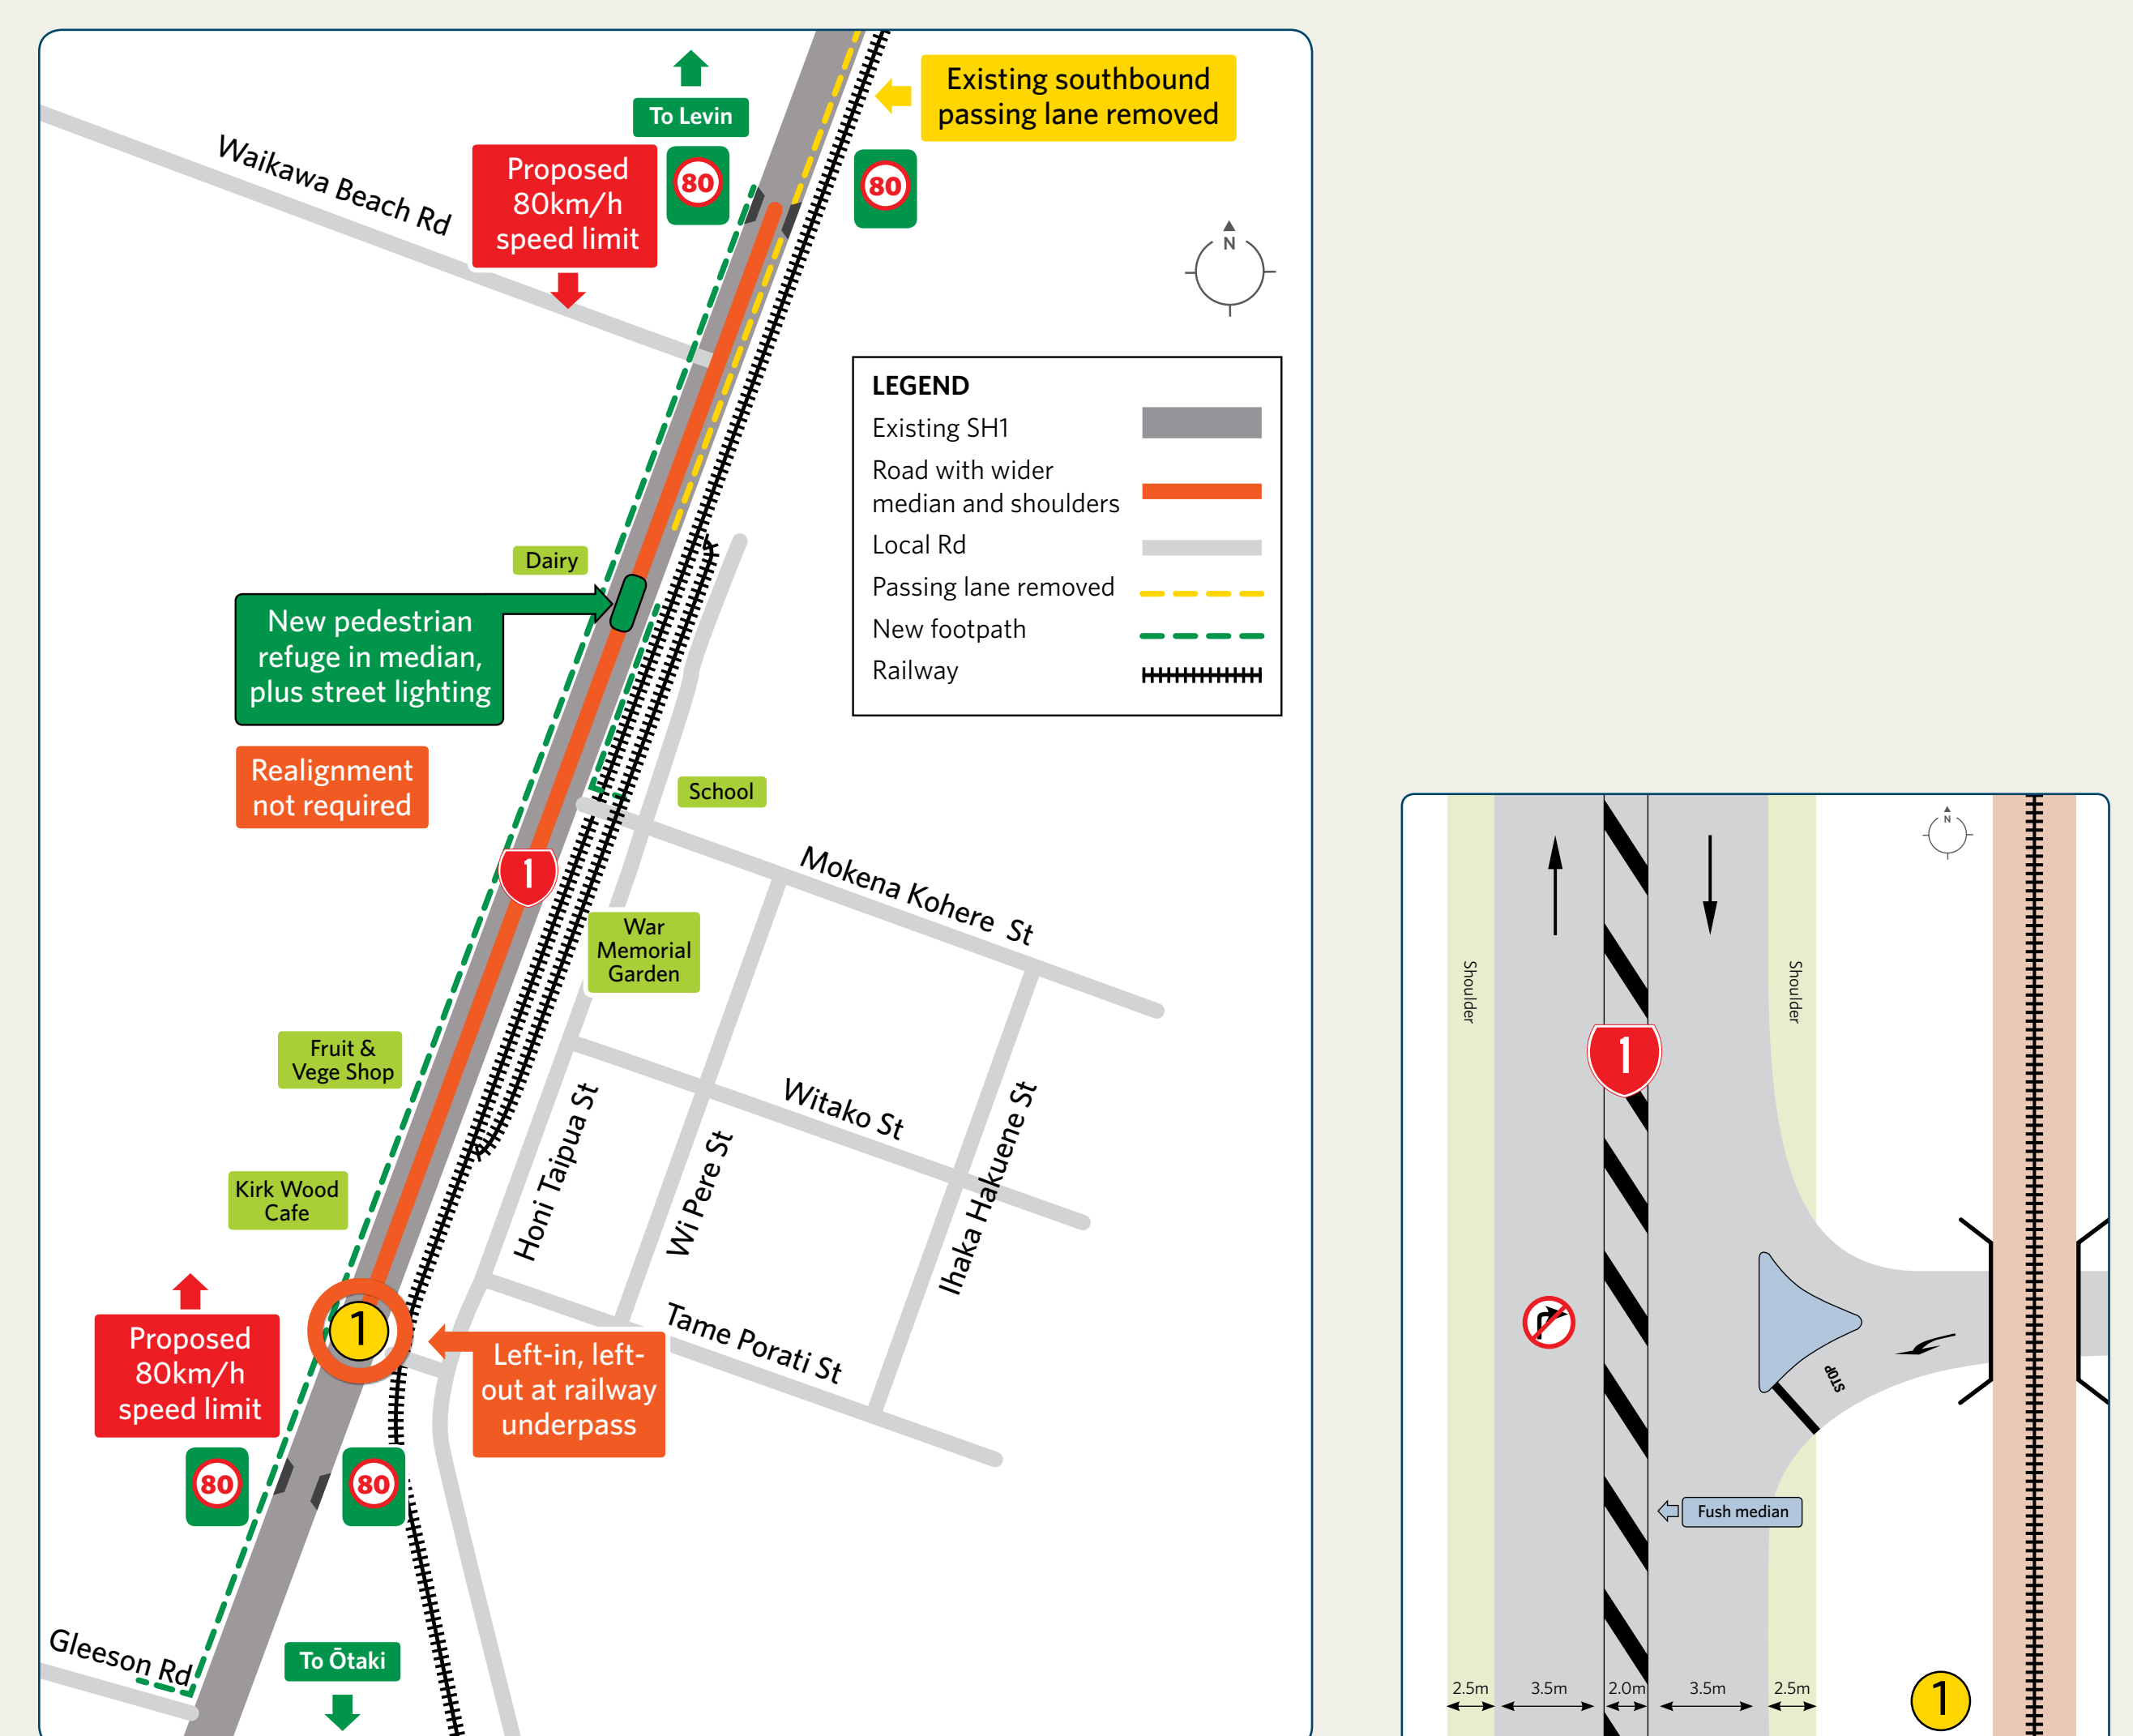 Existing southbound
passing lane removed
To Levin
80
80
Proposed
80km/h
speed limit
Waikawa Beach Rd
N
LEGEND
Existing SH1
Road with wider
median and shoulders
Local Rd
Passing lane removed
New footpath
Railway
Dairy
New pedestrian
refuge in median,
plus street lighting
Realignment
not required
School
1
Mokena Kohere St
War
Memorial
Garden
Fruit &
Vege Shop
Witako St
Honi Taipua St
Wi Pere St
Ihaka Hakuene St
Kirk Wood
Cafe
1
Tame Porati St
Proposed
80km/h
speed limit
Left-in, left-
out at railway
underpass
80
80
Gleeson Rd
To Ōtaki
N
Shoulder
Shoulder
1
STOP
Fush median
2.5m
3.5m
2.0m
3.5m
2.5m
1